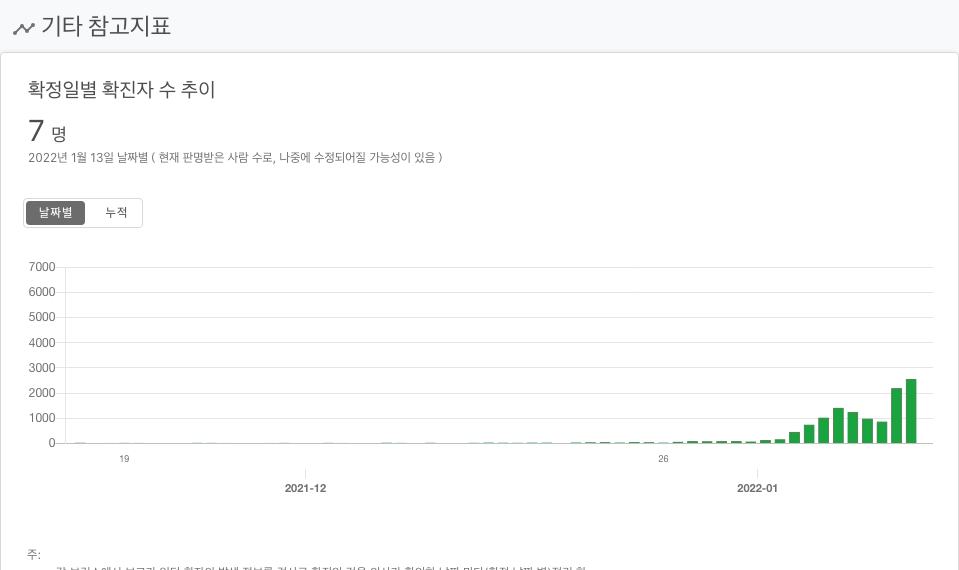 기타 참고지표
확정일별 확진자 수 추이
7 명
2022년 1월 13일 날짜별 ( 현재 판명받은 사람 수로, 나중에 수정되어질 가능성이 있음 )
날짜별 누적
7000
6000
5000
4000
3000
2000
1000
0
19 26
2021-12 2022-01
주: